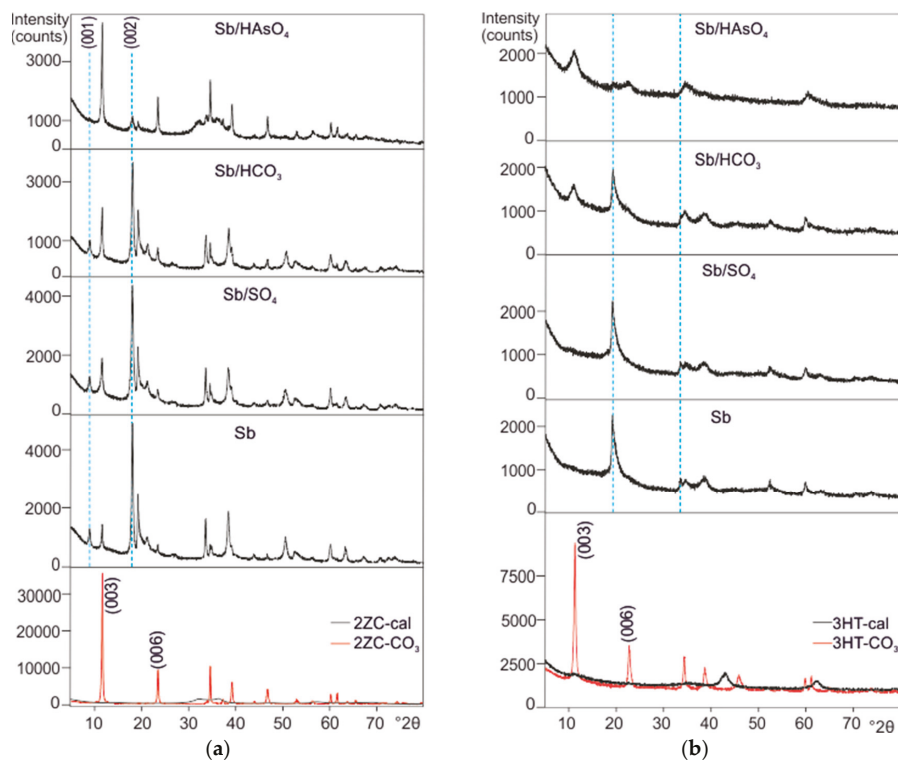 Intensity
(counts)
(001)
(002)
Sb/HAsO4
3000
1000
0
Sb/HCO3
3000
1000
0
Sb/SO4
4000
2000
0
Sb
4000
2000
0
30000
20000
10000
0
(003)
(006)
2ZC-cal
2ZC-CO3
10 20 30 40 50 60 70 °2θ
(a)
Intensity
(counts)
Sb/HAsO4
2000
1000
0
Sb/HCO3
2000
1000
0
Sb/SO4
2000
1000
0
Sb
2000
1000
0
7500
5000
2500
0
(003)
(006)
3HT-cal
3HT-CO3
10 20 30 40 50 60 70 °2θ
(b)